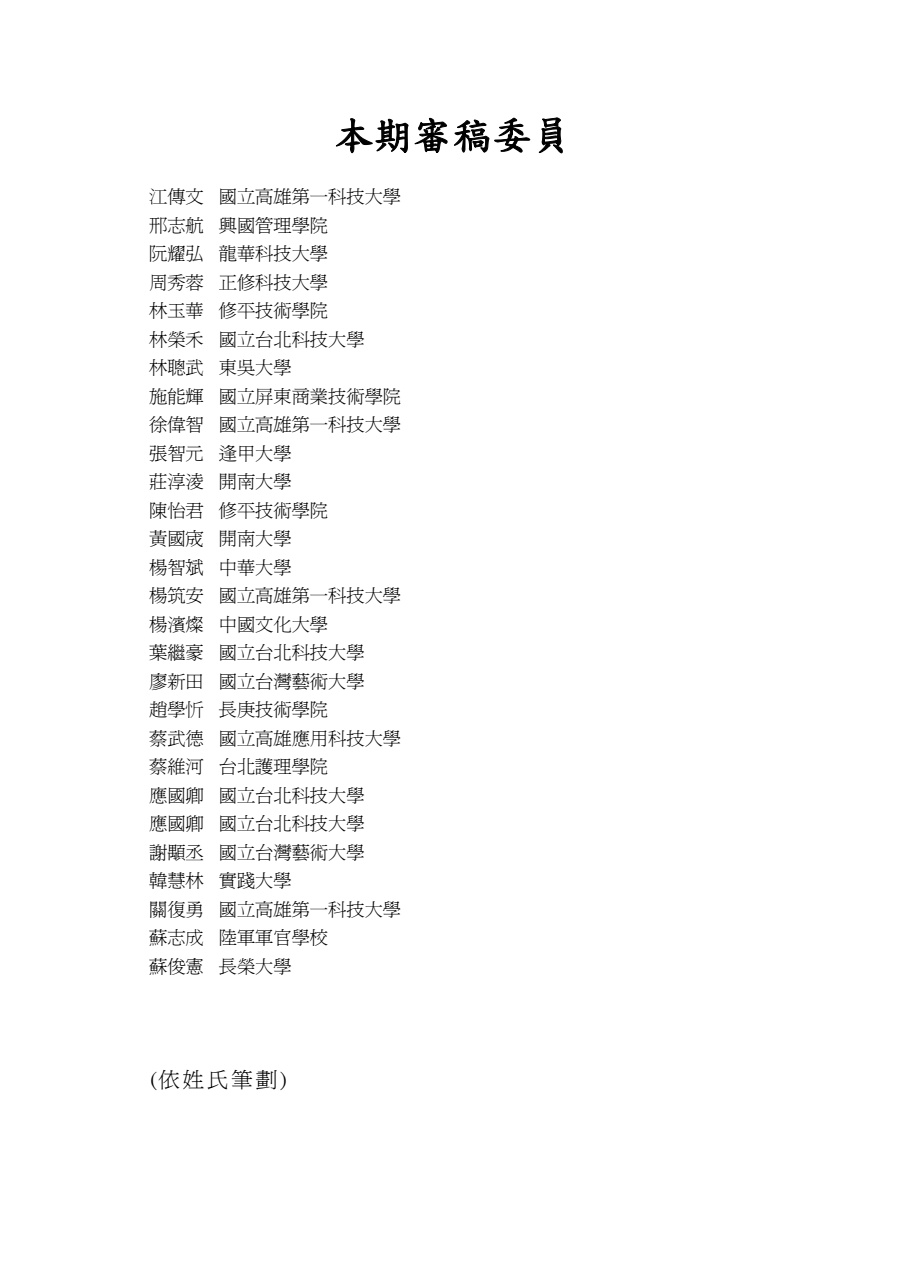 本期審稿委員
江傳文 國立高雄第一科技大學
邢志航 興國管理學院
阮耀弘 龍華科技大學
周秀蓉 正修科技大學
林玉華 修平技術學院
林榮禾 國立台北科技大學
林聰武 東吳大學
施能輝 國立屏東商業技術學院
徐偉智 國立高雄第一科技大學
張智元 逢甲大學
莊淳淩 開南大學
陳怡君 修平技術學院
黃國宬 開南大學
楊智斌 中華大學
楊筑安 國立高雄第一科技大學
楊濱燦 中國文化大學
葉繼豪 國立台北科技大學
廖新田 國立台灣藝術大學
趙學忻 長庚技術學院
蔡武德 國立高雄應用科技大學
蔡維河 台北護理學院
應國卿 國立台北科技大學
應國卿 國立台北科技大學
謝顒丞 國立台灣藝術大學
韓慧林 實踐大學
關復勇 國立高雄第一科技大學
蘇志成 陸軍軍官學校
蘇俊憲 長榮大學
(依姓氏筆劃)